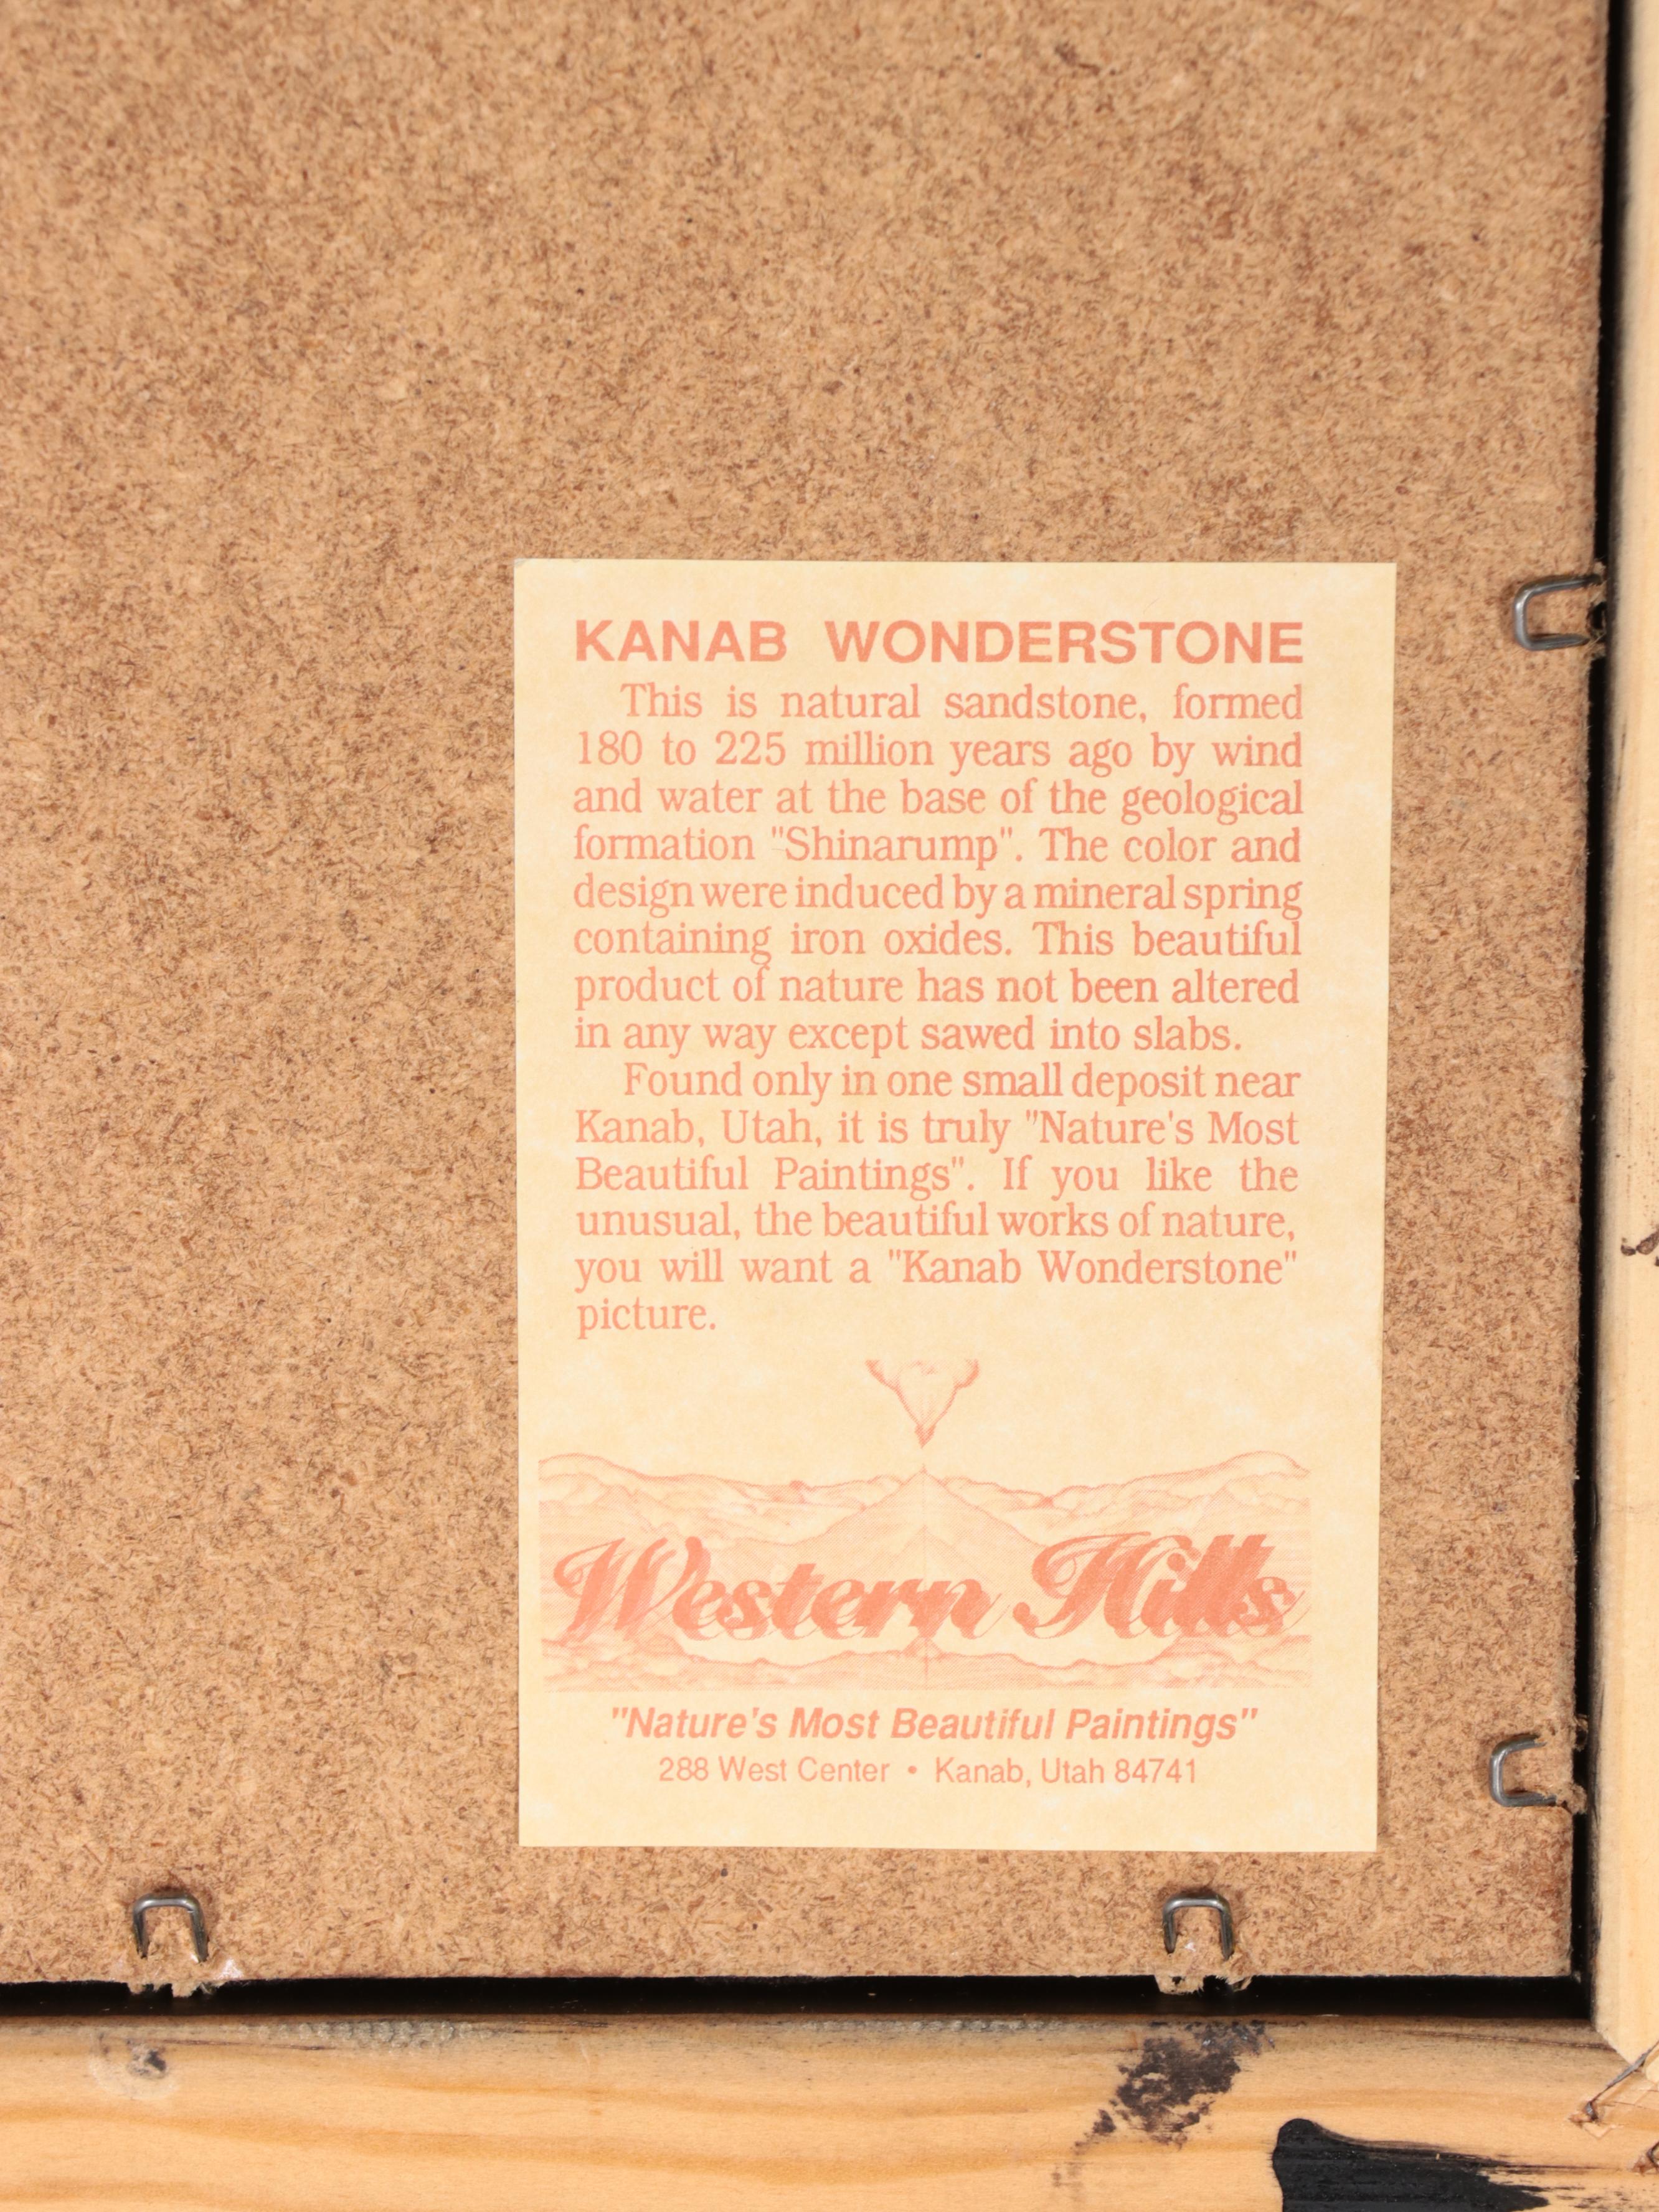 KANAB WONDERSTONE
This is natural sandstone, formed
180 to 225 million years ago by wind
and water at the base of the geological
formation "Shinarump". The color and
design were induced by a mineral spring
containing iron oxides. This beautiful
product of nature has not been altered
in any way except sawed into slabs.
Found only in one small deposit near
Kanab, Utah, it is truly "Nature's Most
Beautiful Paintings". If you like the
unusual, the beautiful works of nature,
you will want a "Kanab Wonderstone"
picture.
Western Hills
"Nature's Most Beautiful Paintings"
288 West Center • Kanab, Utah 84741